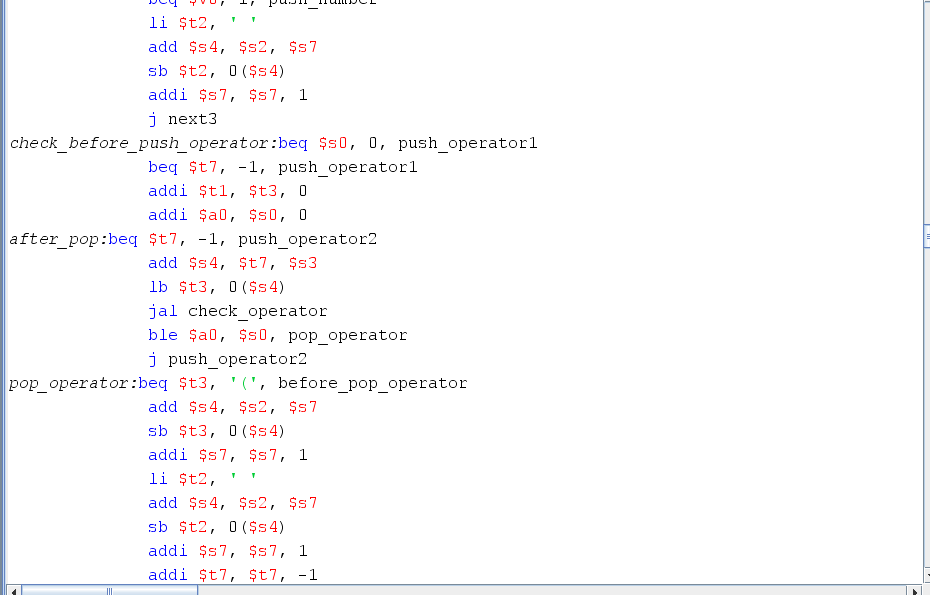 beq $v0, 1, push_number
li $t2, ' '
add $s4, $s2, $s7
sb $t2, 0($s4)
addi $s7, $s7, 1
j next3
check_before_push_operator:beq $s0, 0, push_operator1
beq $t7, -1, push_operator1
addi $t1, $t3, 0
addi $a0, $s0, 0
after_pop:beq $t7, -1, push_operator2
add $s4, $t7, $s3
lb $t3, 0($s4)
jal check_operator
ble $a0, $s0, pop_operator
j push_operator2
pop_operator:beq $t3, '(', before_pop_operator
add $s4, $s2, $s7
sb $t3, 0($s4)
addi $s7, $s7, 1
li $t2, ' '
add $s4, $s2, $s7
sb $t2, 0($s4)
addi $s7, $s7, 1
addi $t7, $t7, -1